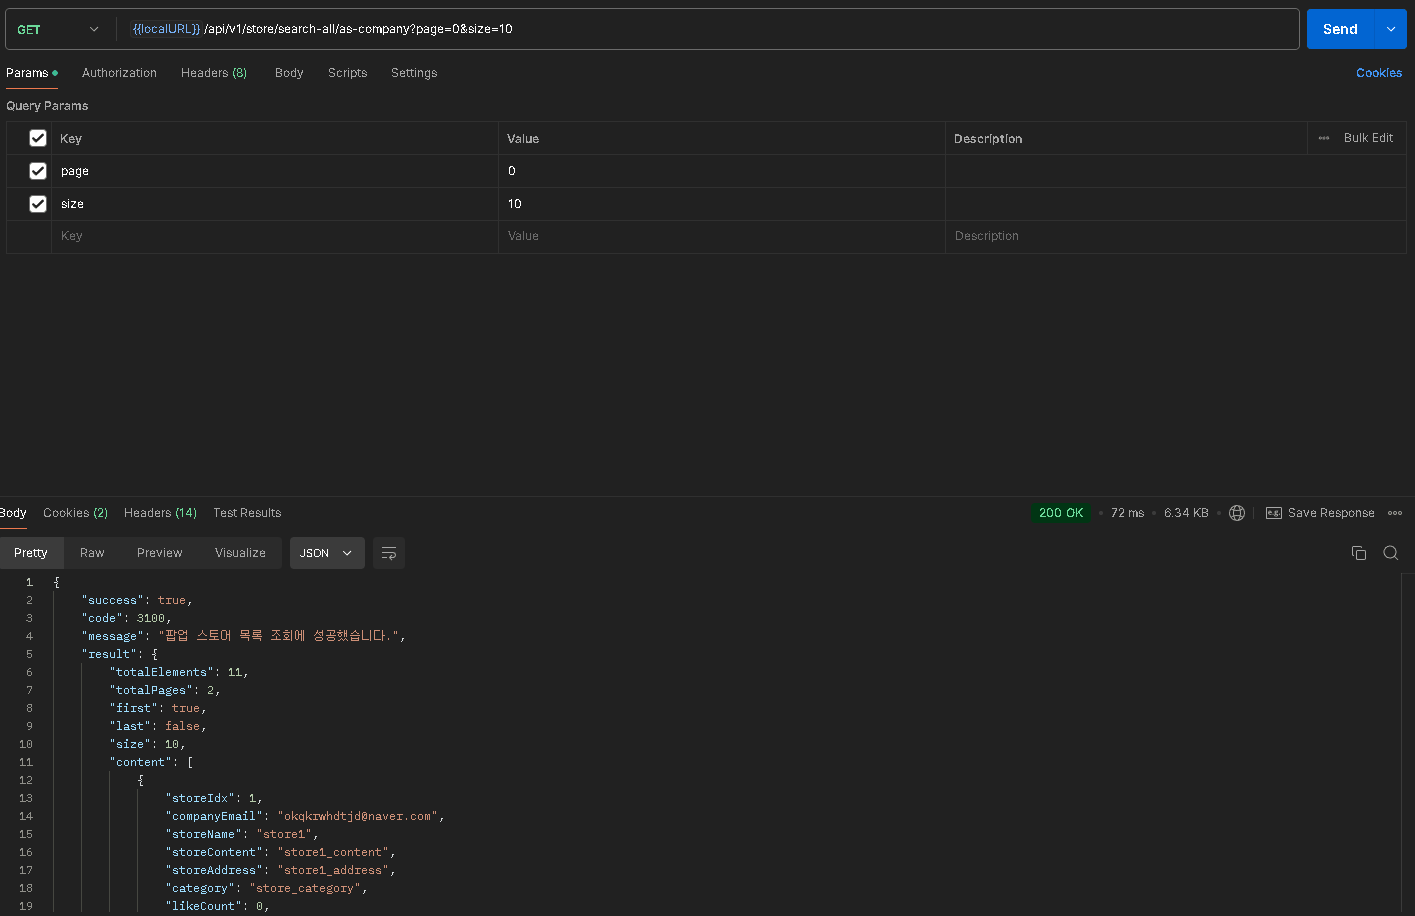 GET {{localURL}} /api/v1/store/search-all/as-company?page=0&size=10 Send
Params Authorization Headers (8) Body Scripts Settings Cookies
Query Params
Key Value Description Bulk Edit
page 0
size 10
Key Value Description
Body Cookies (2) Headers (14) Test Results 200 OK 72 ms 6.34 KB e.g. Save Response
Pretty Raw Preview Visualize JSON
1 {
2 "success": true,
3 "code": 3100,
4 "message": "팝업 스토어 목록 조회에 성공했습니다.",
5 "result": {
6 "totalElements": 11,
7 "totalPages": 2,
8 "first": true,
9 "last": false,
10 "size": 10,
11 "content": [
12 {
13 "storeIdx": 1,
14 "companyEmail": "okqkrwhdtjd@naver.com",
15 "storeName": "store1",
16 "storeContent": "store1_content",
17 "storeAddress": "store1_address",
18 "category": "store_category",
19 "likeCount": 0,